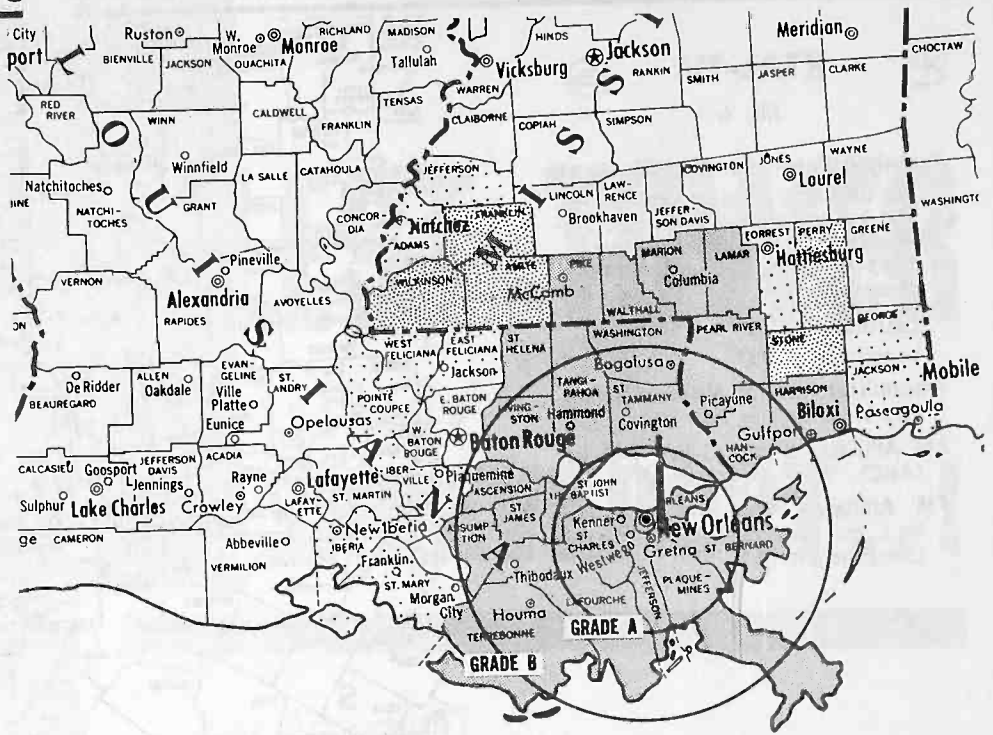 City
port
Ruston
W.
Monroe
Monroe
RICHLAND
MADISON
Tallulah
BIENVILLE
JACKSON
OUACHITA
HINDS
Jackson
Vicksburg
WARREN
RANKIN
Meridian
CHOCTAW
SMITH
JASPER
CLARKE
RED
RIVER
WINN
CALDWELL
TENSAS
FRANKLIN
CLAIBORNE
COPIAH
SIMPSON
Winnfield
LA SALLE
CATAHOULA
JEFFERSON
COVINGTON
JONES
WAYNE
Lourel
Natchitoches
NATCHI-
TOCHES
GRANT
CONCOR-
DIA
Natchez
ADAMS
FRANKLIN
LINCOLN
LAW-
RENCE
Brookhaven
JEFFER-
SON DAVIS
WASHINGTO
Pineville
Alexandria
RAPIDES
VERNON
AVOYELLES
WILKINSON
AMITE
PIKE
McComb
WALTHALL
MARION
Columbia
LAMAR
FORREST
PERRY
GREENE
Hattiesburg
GEORGE
STONE
L
O
U
I
S
I
A
N
A
M
I
S
S
I
De Ridder
BEAUREGARD
ALLEN
Oakdale
EVAN-
GELINE
Ville
Platte
Eunice
ST.
LANDRY
Opelousas
POINTE
COUPEE
WEST
FELICIANA
EAST
FELICIANA
Jackson
ST.
HELENA
E. BATON
ROUGE
W.
BATON
ROUGE
Baton Rouge
LIVING-
STON
TANGI-
PAHOA
Hammond
WASHINGTON
Bogalusa
ST
TAMMANY
Covington
PEARL RIVER
Picayune
HAN-
COCK
HARRISON
Gulfport
Biloxi
JACKSON
Pascagoula
Mobile
CALCASIEU
Goosport
Sulphur
Lake Charles
JEFFERSON
DAVIS
Jennings
ACADIA
Rayne
Crowley
Lafayette
LAFAY-
ETTE
ST. MARTIN
IBER-
VILLE
Plaquemine
ASCENSION
ST
JAMES
ASSUMP-
TION
ST JOHN
BAPTIST
Kenner
ST
CHARLES
Westwego
ORLEANS
New Orleans
Gretna
ST BERNARD
PLAQUE-
MINES
JEFFERSON
ge
CAMERON
VERMILION
Abbeville
New Iberia
IBERIA
Franklin
ST. MARY
Morgan
City
Thibodaux
Houma
LAFOURCHE
TERREBONNE
GRADE A
GRADE B